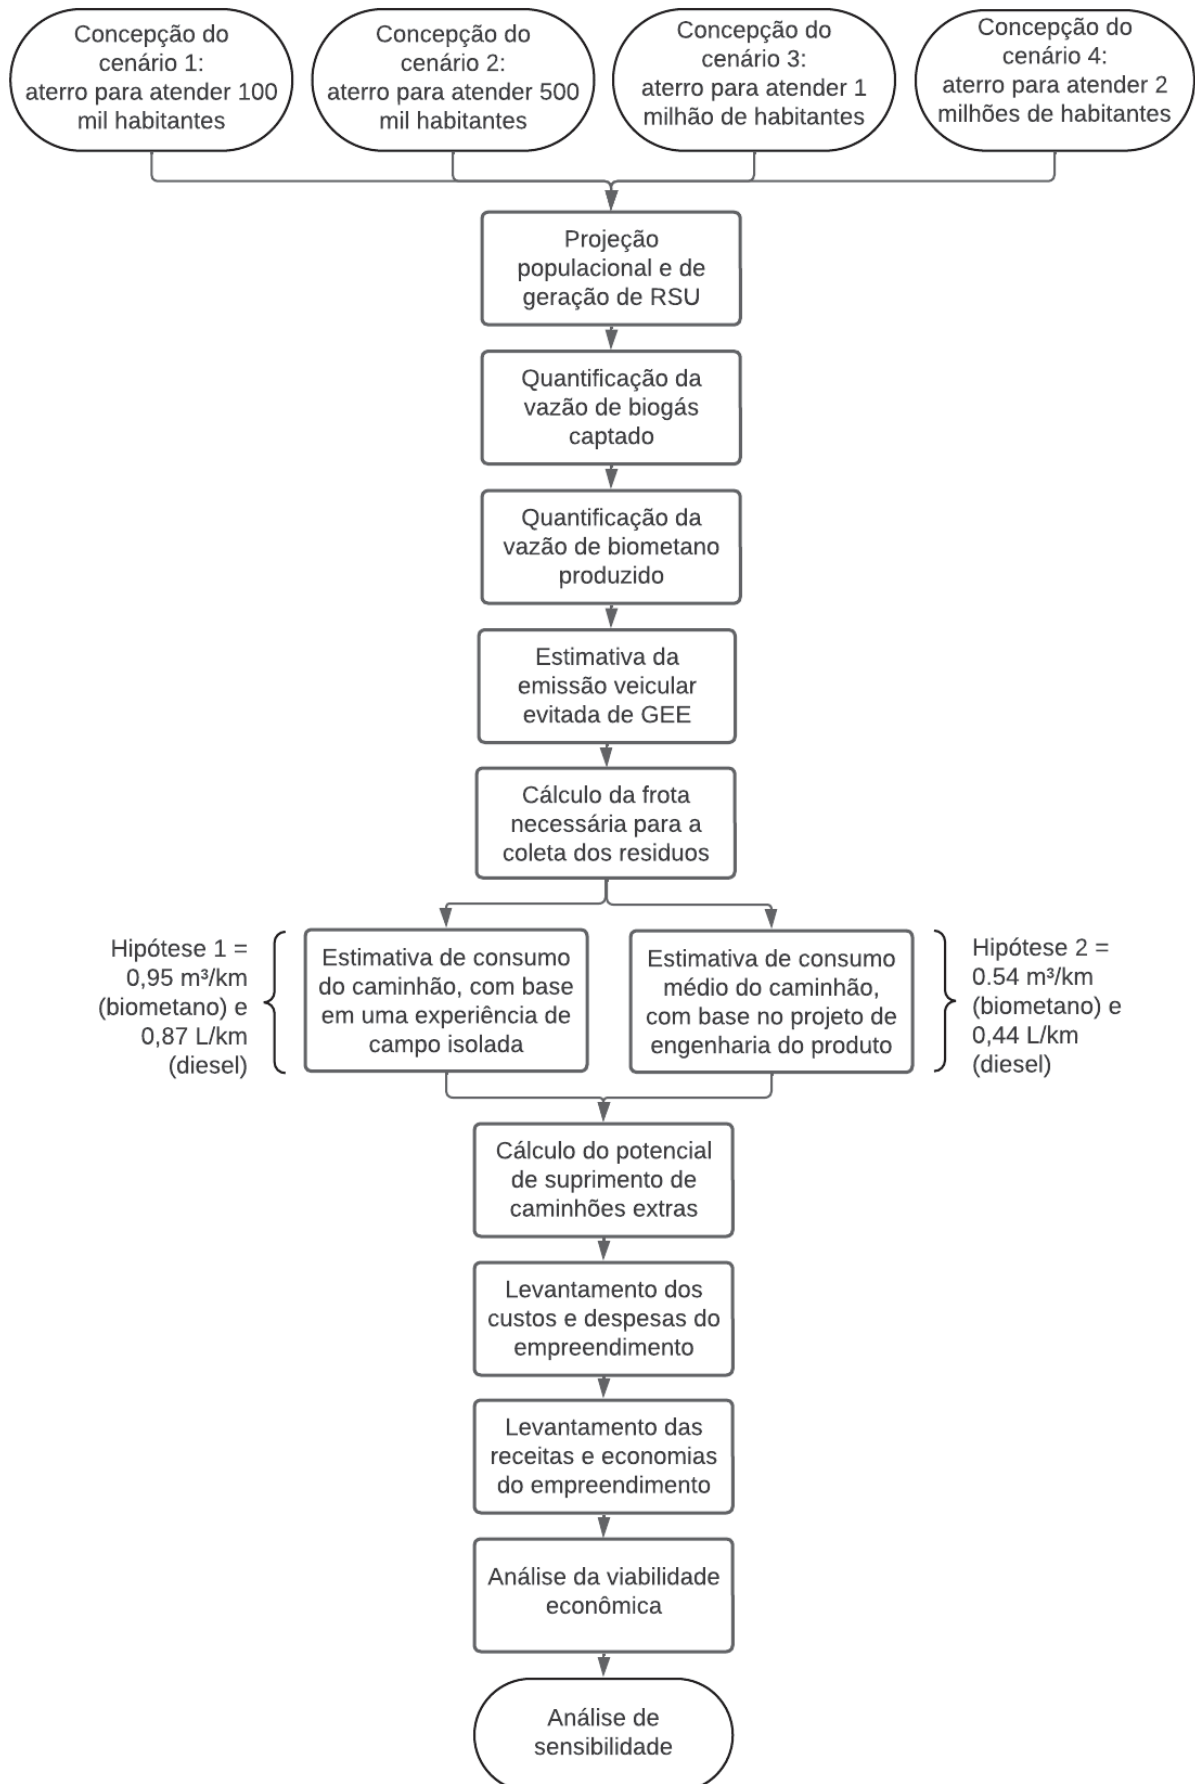 Concepção do
cenário 1:
aterro para atender 100
mil habitantes
Concepção do
cenário 2:
aterro para atender 500
mil habitantes
Concepção do
cenário 3:
aterro para atender 1
milhão de habitantes
Concepção do
cenário 4:
aterro para atender 2
milhões de habitantes
Projeção
populacional e de
geração de RSU
Quantificação da
vazão de biogás
captado
Quantificação da
vazão de biometano
produzido
Estimativa da
emissão veicular
evitada de GEE
Cálculo da frota
necessária para a
coleta dos residuos
Hipótese 1 =
0,95 m³/km
(biometano) e
0,87 L/km
(diesel)
Estimativa de consumo
do caminhão, com base
em uma experiência de
campo isolada
Estimativa de consumo
médio do caminhão,
com base no projeto de
engenharia do produto
Hipótese 2 =
0.54 m³/km
(biometano) e
0,44 L/km
(diesel)
Cálculo do potencial
de suprimento de
caminhões extras
Levantamento dos
custos e despesas do
empreendimento
Levantamento das
receitas e economias
do empreendimento
Análise da viabilidade
econômica
Análise de
sensibilidade